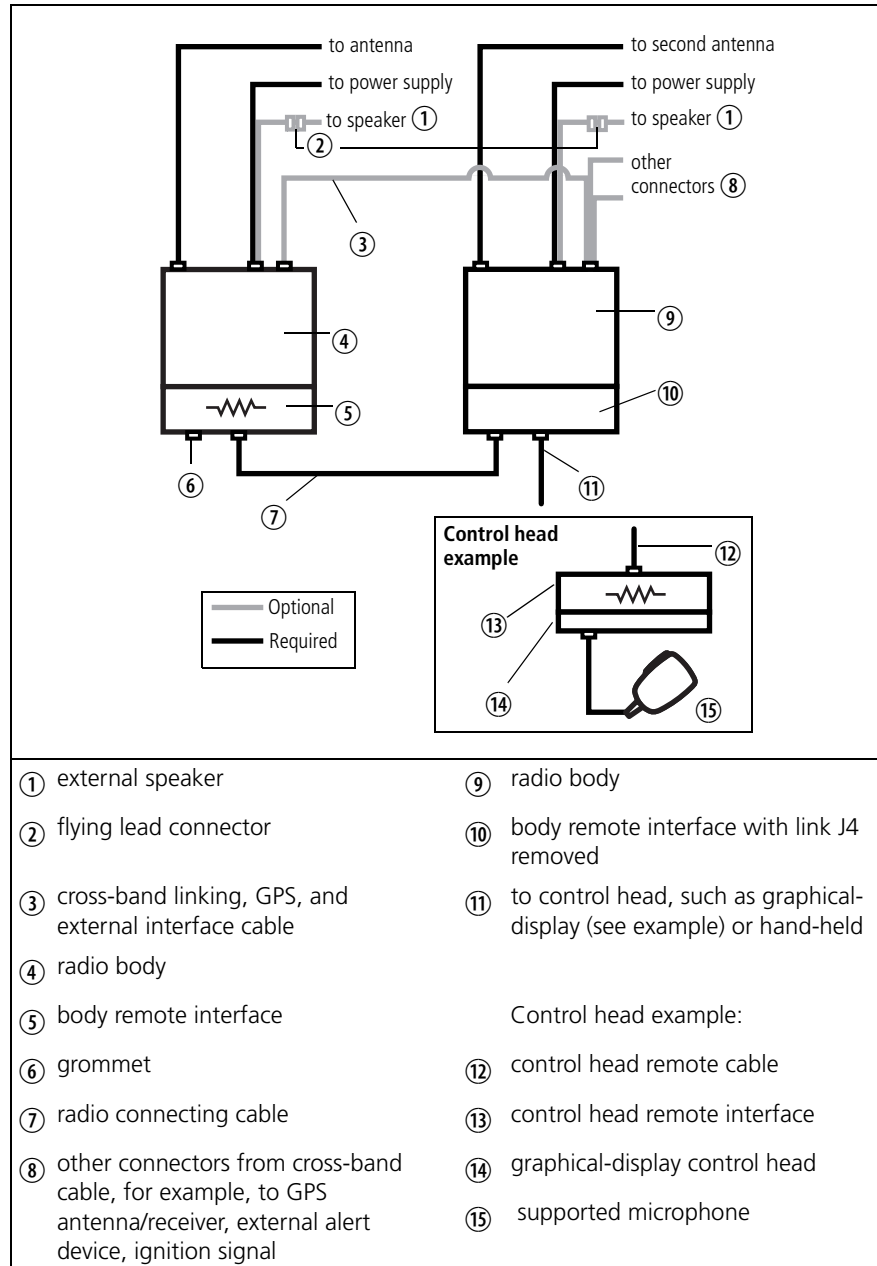 to antenna
to second antenna
to power supply
to power supply
to speaker ①
to speaker ①
②
other
connectors ⑧
③
④
⑨
⑤
⑩
⑥
⑦
⑪
Control head
example
⑫
⑬
⑭
⑮
Optional
Required
① external speaker
② flying lead connector
③ cross-band linking, GPS, and
external interface cable
④ radio body
⑤ body remote interface
⑥ grommet
⑦ radio connecting cable
⑧ other connectors from cross-band
cable, for example, to GPS
antenna/receiver, external alert
device, ignition signal
⑨ radio body
⑩ body remote interface with link J4
removed
⑪ to control head, such as graphical-
display (see example) or hand-held
Control head example:
⑫ control head remote cable
⑬ control head remote interface
⑭ graphical-display control head
⑮ supported microphone